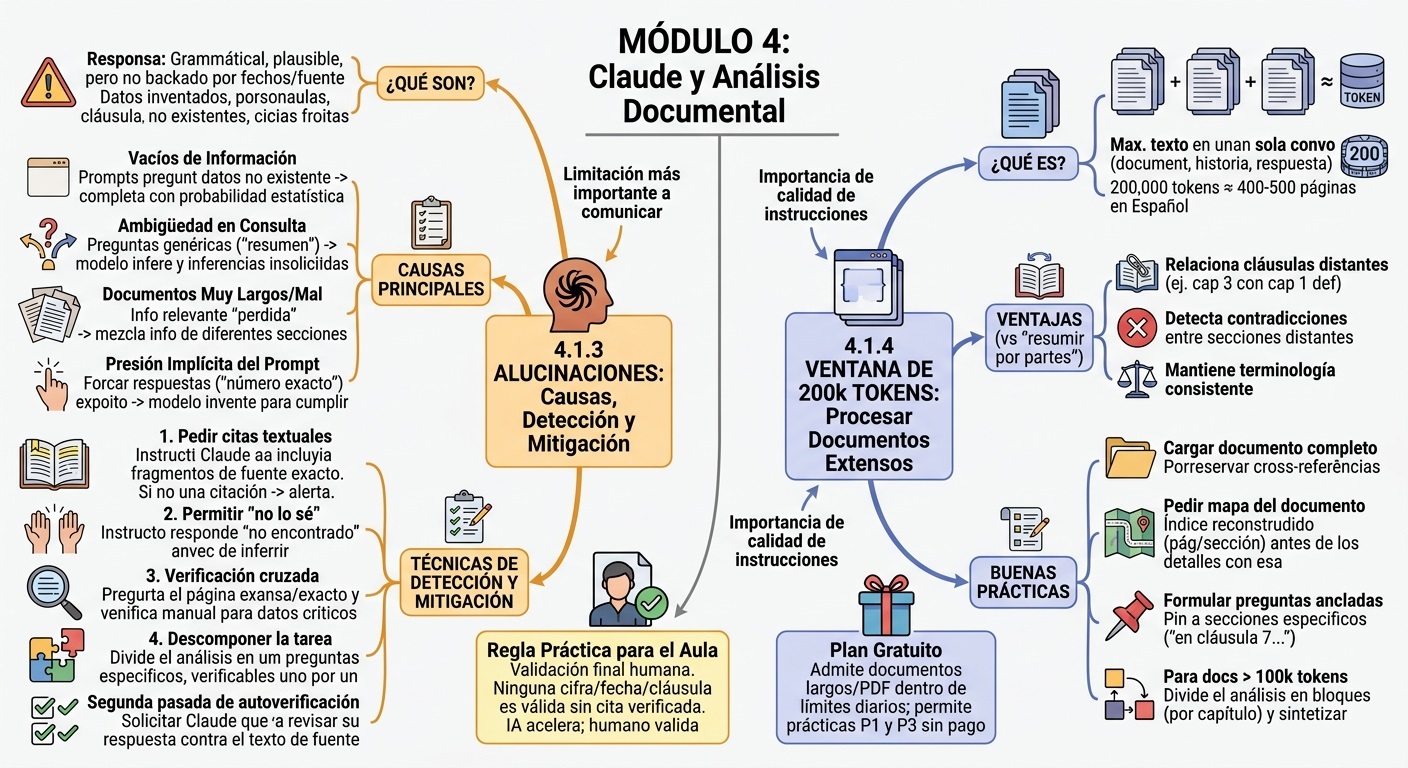 MÓDULO 4:
Claude y Análisis
Documental
Responsa: Grammátical, plausible,
pero no backado por fechos/fuente
Datos inventados, porsonaulas,
cláusula, no existentes, cicias froitas
¿QUÉ SON?
Vacíos de Información
Prompts pregunt datos no existente ->
completa con probabilidad estatística
Ambigüedad en Consulta
Preguntas genéricas ("resumen") ->
modelo infere y inferencias insoliciidas
Documentos Muy Largos/Mal
Info relevante "perdida"
-> mezcla info de diferentes secciones
Presión Implícita del Prompt
Forcar respuestas ("número exacto")
expoito -> modelo invente para cumplir
CAUSAS
PRINCIPALES
Limitación más
importante a
comunicar
4.1.3
ALUCINACIONES:
Causas,
Detección y
Mitigación
1. Pedir citas textuales
Instructi Claude aa incluyia
fragmentos de fuente exacto.
Si no una citación -> alerta.
2. Permitir "no lo sé"
Instructo responde "no encontrado"
anvec de inferrir
3. Verificación cruzada
Pregurta el página exansa/exacto y
venifica manual para datos criticos
4. Descomponer la tarea
Divide el análisis en um preguntas
especificos, verificables uno por un
Segunda pasada de autoverificación
Solicitar Claude que a revisar su
respuesta contra el texto de fuente
TÉCNICAS DE
DETECCIÓN Y
MITIGACIÓN
Regla Práctica para el Aula
Validación final humana.
Ninguna cifra/fecha/cláusula
es válida sin cita verificada.
IA acelera; humano valida
Importancia de
calidad de
instrucciones
4.1.4
VENTANA DE
200k TOKENS:
Procesar
Documentos
Extensos
Importancia de
calidad de
instrucciones
¿QUÉ ES?
+ + ≈ TOKEN
Max. texto en unan sola convo
(document, historia, respuesta)
200
200,000 tokens ≈ 400-500 páginas
en Español
VENTAJAS
(vs "resumir
por partes")
Relaciona cláusulas distantes
(ej. cap 3 con cap 1 def)
Detecta contradicciones
entre secciones distantes
Mantiene terminología
consistente
BUENAS
PRÁCTICAS
Cargar documento completo
Porreservar cross-referências
Pedir mapa del documento
Índice reconstrudido
(pág/sección) antes de los
detalles con esa
Formular preguntas ancladas
Pin a secciones especificos
("en cláusula 7...")
Para docs > 100k tokens
Divide el análisis en bloques
(por capítulo) y sintetizar
Plan Gratuito
Admite documentos
largos/PDF dentro de
límites diarios; permite
prácticas P1 y P3 sin pago